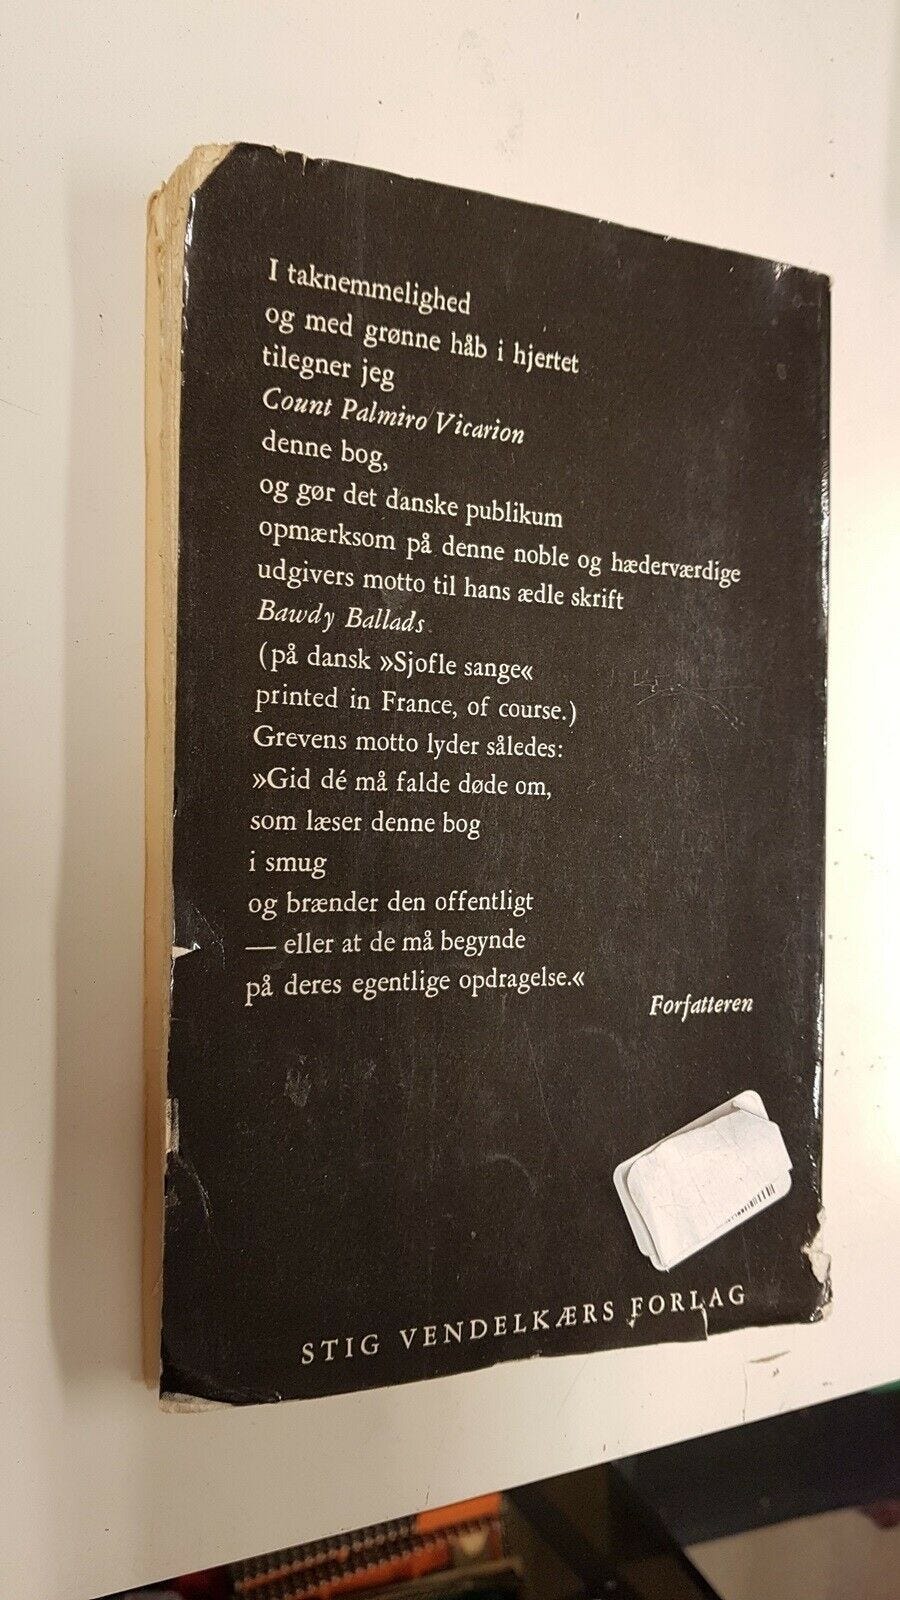 I taknemmelighed
og med grønne håb i hjertet
tilegner jeg
Count Palmiro Vicarion
denne bog,
og gør det danske publikum
opmærksom på denne noble og hæderværdige
udgivers motto til hans ædle skrift
Bawdy Ballads
(på dansk »Sjofle sange«
printed in France, of course.)
Grevens motto lyder således:
»Gid dé må falde døde om,
som læser denne bog
i smug
og brænder den offentligt
— eller at de må begynde
på deres egentlige opdragelse.«
Forfatteren
STIG VENDELKÆRS FORLAG